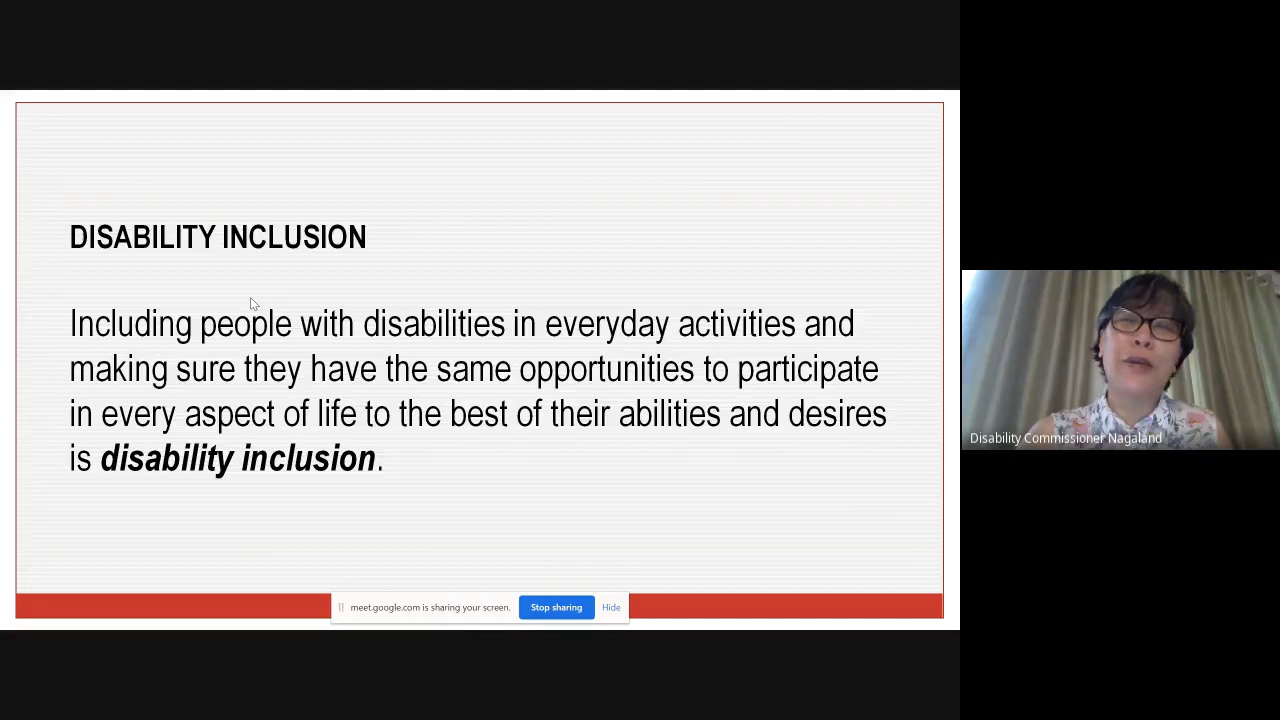 DISABILITY INCLUSION
Including people with disabilities in everyday activities and
making sure they have the same opportunities to participate
in every aspect of life to the best of their abilities and desires
is disability inclusion.
meet.google.com is sharing your screen. Stop sharing Hide
Disability Commissioner Nagaland